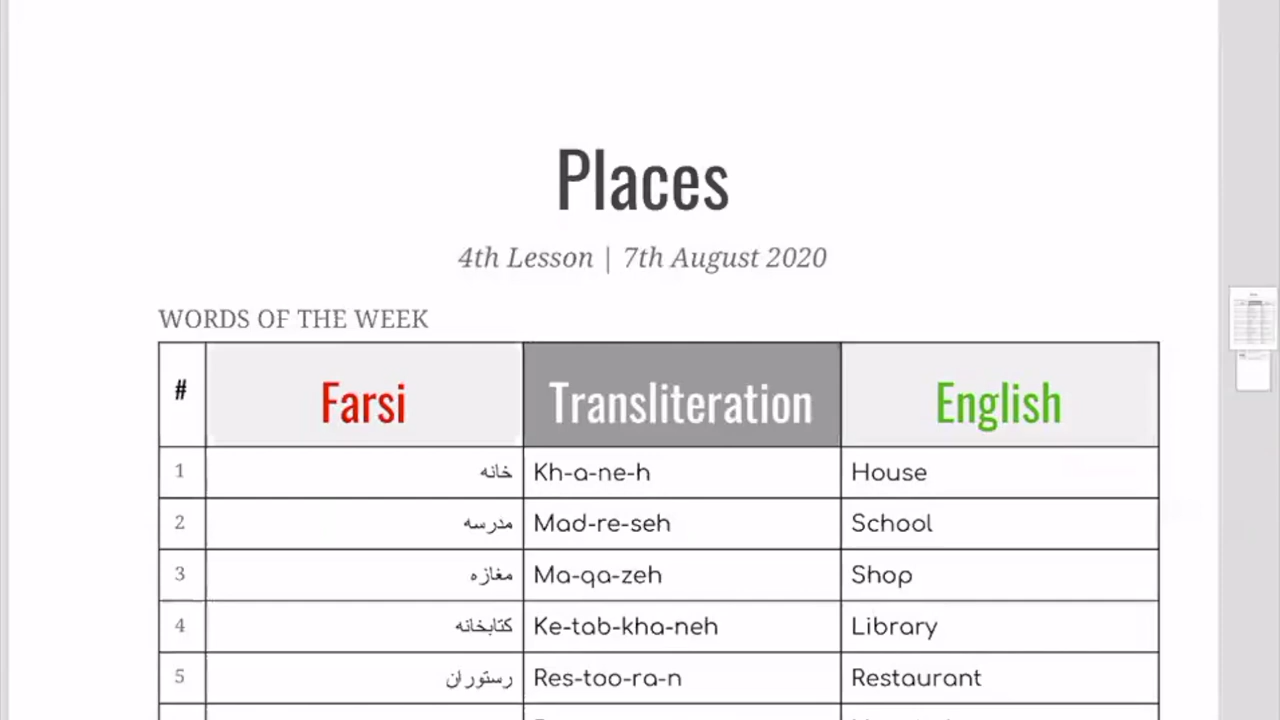 Places
4th Lesson | 7th August 2020
WORDS OF THE WEEK
# Farsi Transliteration English
1 خانه Kh-a-ne-h House
2 مدرسه Mad-re-seh School
3 مغازه Ma-qa-zeh Shop
4 کتابخانه Ke-tab-kha-neh Library
5 رستوران Res-too-ra-n Restaurant